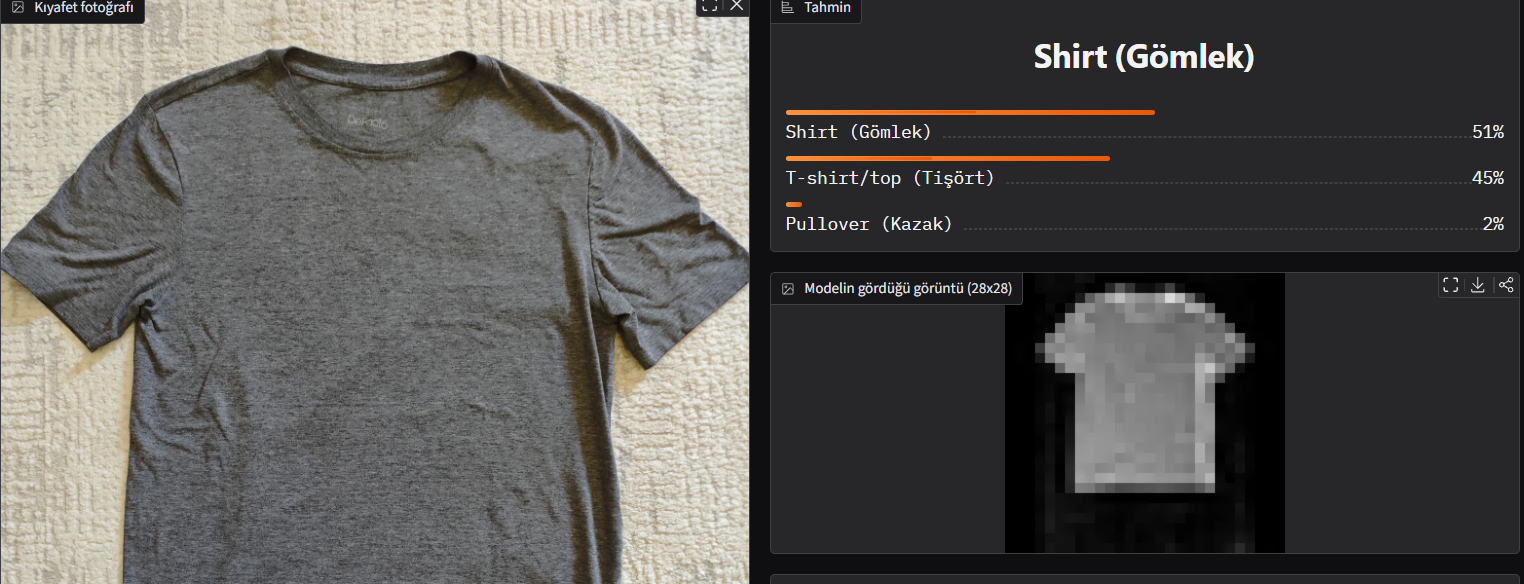 Kıyafet fotoğrafı
Tahmin
Shirt (Gömlek)
Shirt (Gömlek) 51%
T-shirt/top (Tişört) 45%
Pullover (Kazak) 2%
Modelin gördüğü görüntü (28x28)